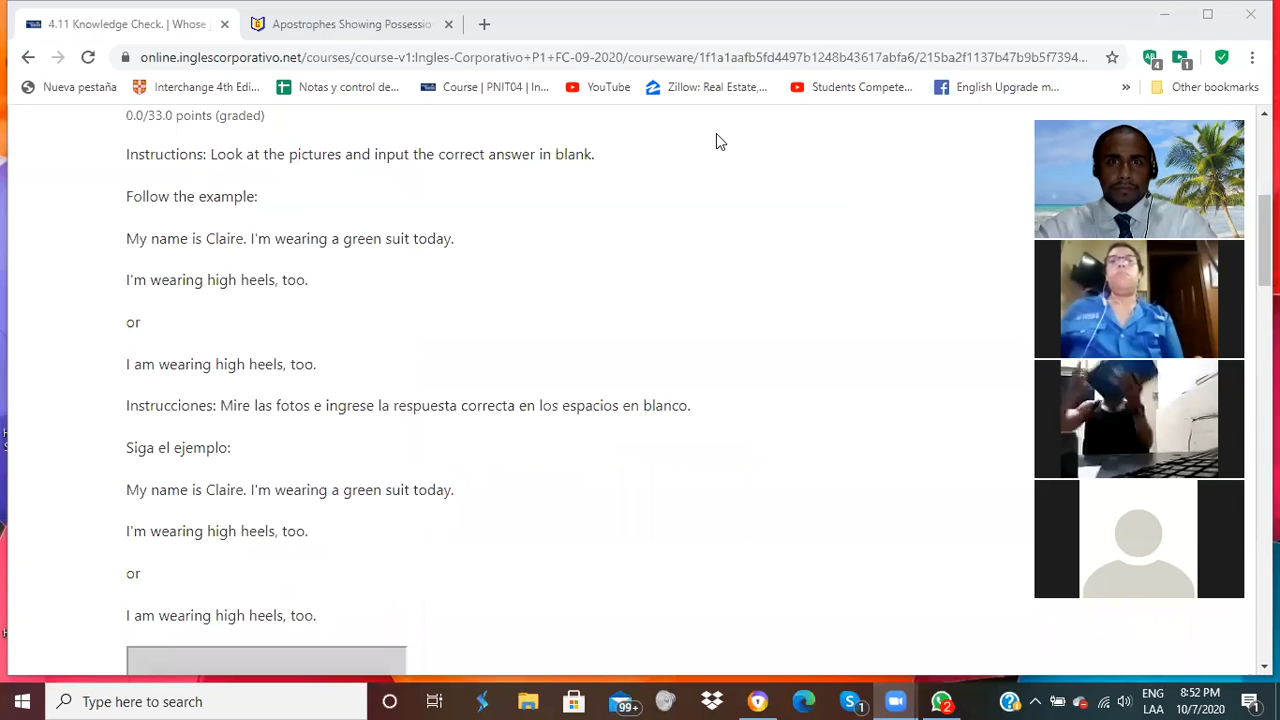 4.11 Knowledge Check. | Whose
Apostrophes Showing Possessio
online.inglescorporativo.net/courses/course-v1:Ingles-Corporativo+P1+FC-09-2020/courseware/1f1a1aafb5fd4497b1248b43617abfa6/215ba2f1137b47b9b5f7394...
4
1
Nueva pestaña
Interchange 4th Edi...
Notas y control de...
Course | PNIT04 | In...
YouTube
Zillow: Real Estate,...
Students Compete...
English Upgrade m...
»
Other bookmarks
0.0/33.0 points (graded)
Instructions: Look at the pictures and input the correct answer in blank.
Follow the example:
My name is Claire. I'm wearing a green suit today.
I'm wearing high heels, too.
or
I am wearing high heels, too.
Instrucciones: Mire las fotos e ingrese la respuesta correcta en los espacios en blanco.
Siga el ejemplo:
My name is Claire. I'm wearing a green suit today.
I'm wearing high heels, too.
or
I am wearing high heels, too.
Type here to search
99+
1
2
ENG
LAA
8:52 PM
10/7/2020
1